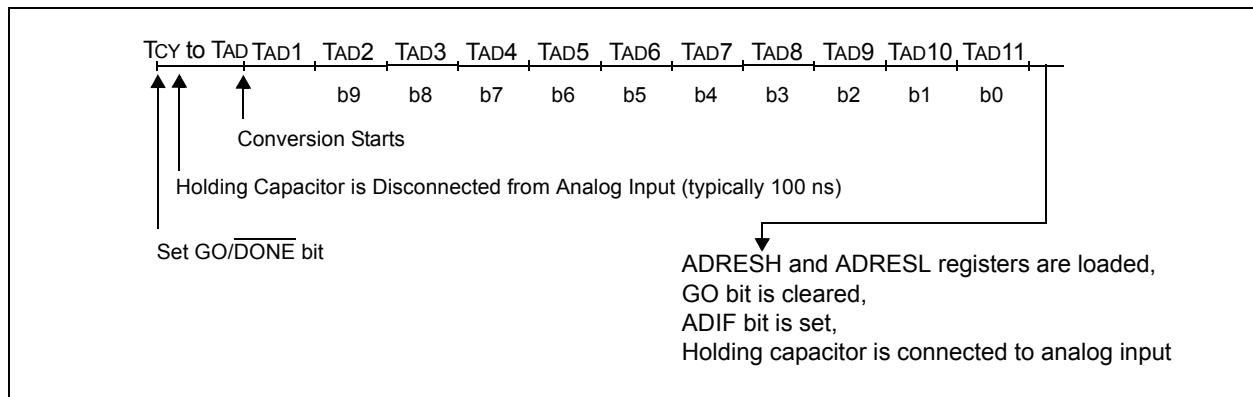 TCY to TAD TAD1 TAD2 TAD3 TAD4 TAD5 TAD6 TAD7 TAD8 TAD9 TAD10 TAD11
b9 b8 b7 b6 b5 b4 b3 b2 b1 b0
Conversion Starts
Holding Capacitor is Disconnected from Analog Input (typically 100 ns)
Set GO/DONE bit
ADRESH and ADRESL registers are loaded,
GO bit is cleared,
ADIF bit is set,
Holding capacitor is connected to analog input